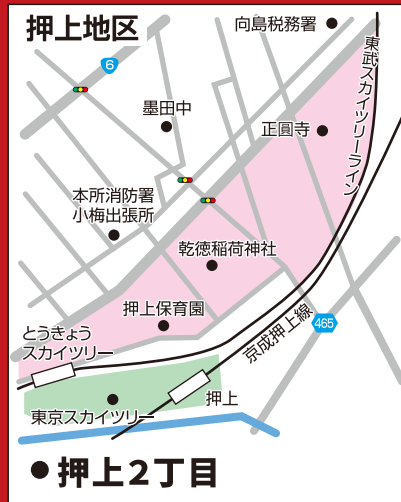 押上地区
向島税務署
6
東武スカイツリーライン
墨田中
正圓寺
本所消防署
小梅出張所
乾徳稲荷神社
押上保育園
とうきょう
スカイツリー
京成押上線
465
押上
東京スカイツリー
●押上2丁目